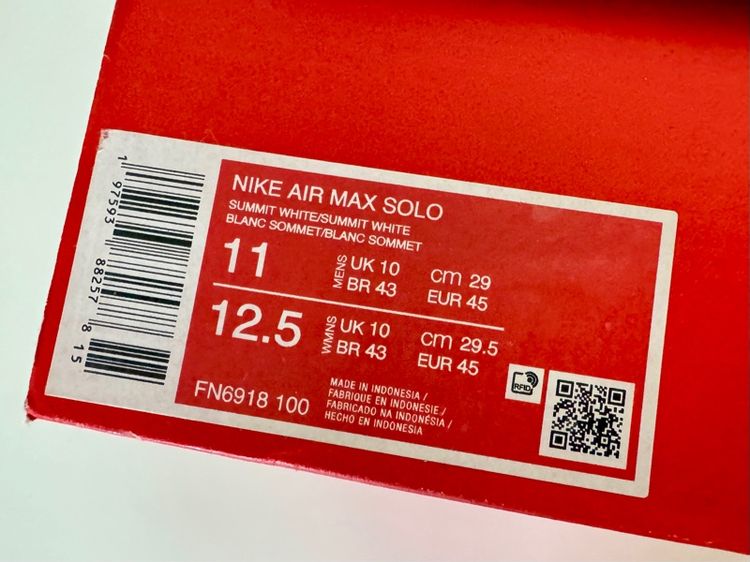 NIKE AIR MAX SOLO
SUMMIT WHITE/SUMMIT WHITE
BLANC SOMMET/BLANC SOMMET
11 MENS UK 10 cm 29
BR 43 EUR 45
12.5 WMNS UK 10 cm 29.5
BR 43 EUR 45
FN6918 100
MADE IN INDONESIA /
FABRIQUE EN INDONESIE /
FABRICADO NA INDONÉSIA /
HECHO EN INDONESIA
RFID
1 97593 88257 8 15